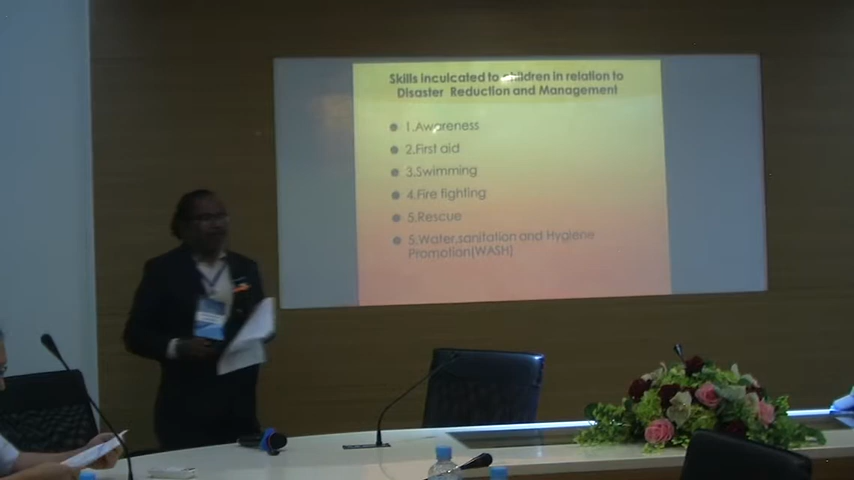 Skills inculcated to children in relation to
Disaster Reduction and Management
● 1.Awareness
● 2.First aid
● 3.Swimming
● 4.Fire fighting
● 5.Rescue
● 5.Water,sanitation and Hygiene
Promotion(WASH)